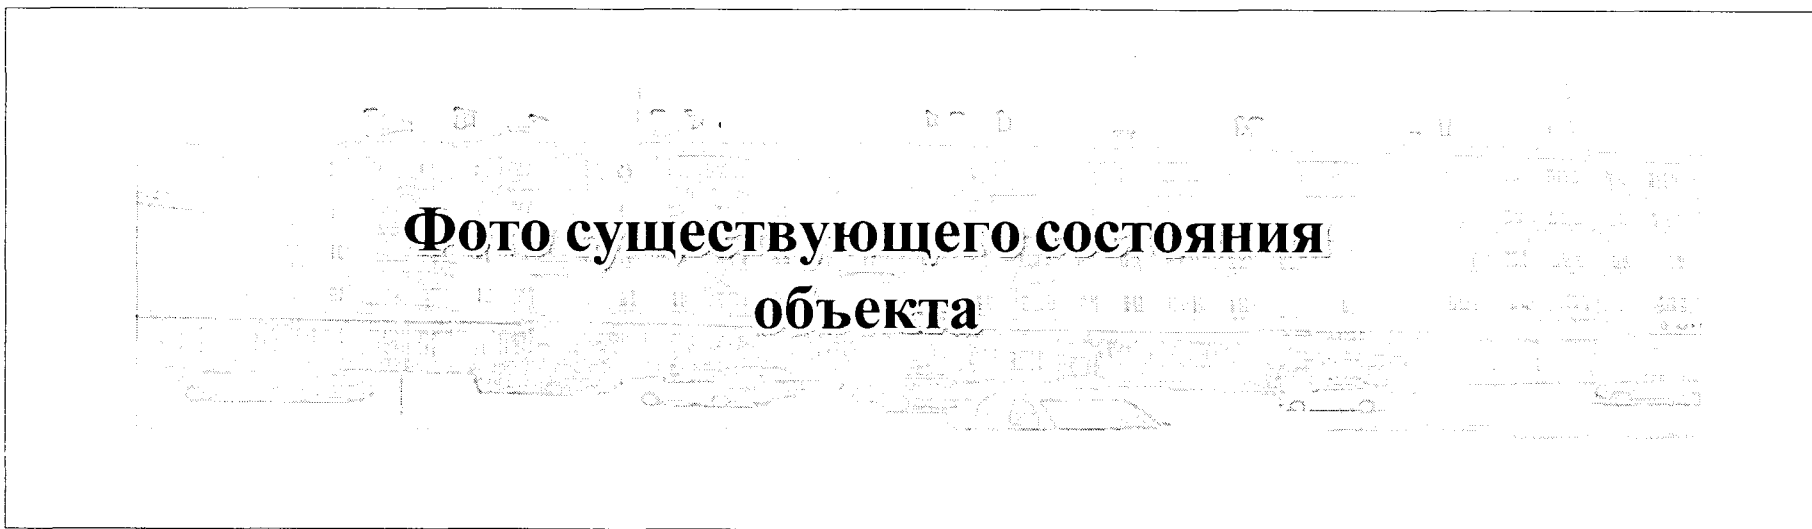 Фото существующего состояния
объекта